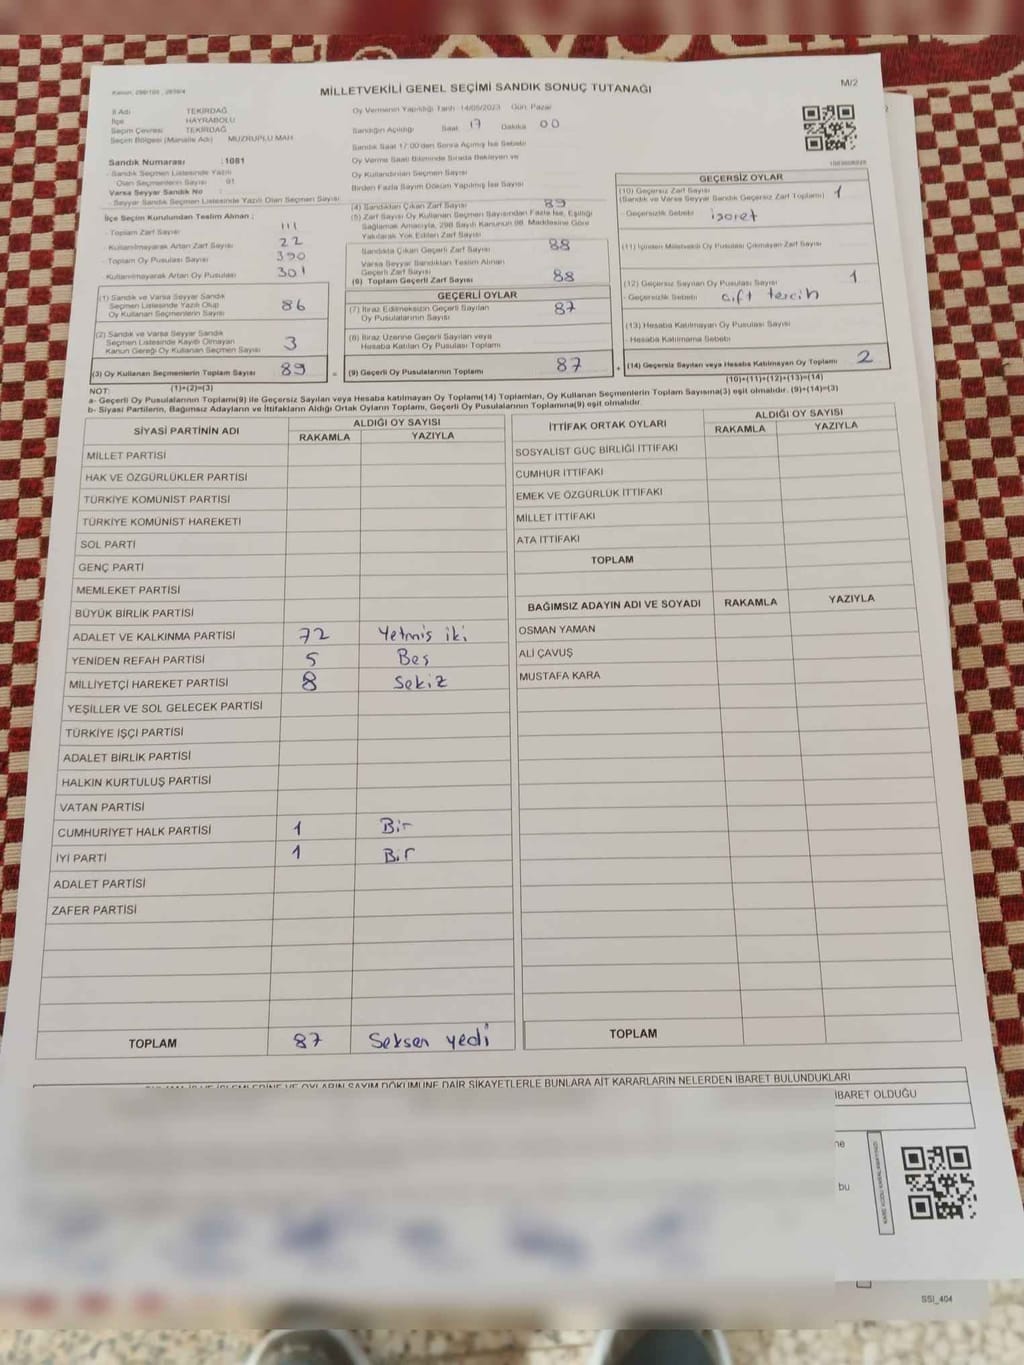 Kanun: 298/105 , 2839/4
MİLLETVEKİLİ GENEL SEÇİMİ SANDIK SONUÇ TUTANAĞI
M/2
İl Adı TEKİRDAĞ
İlçe HAYRABOLU
Seçim Çevresi TEKİRDAĞ
Seçim Bölgesi (Mahalle Adı) MUZRUPLU MAH.
Sandık Numarası : 1081
- Sandık Seçmen Listesinde Yazılı
Olan Seçmenlerin Sayısı : 91
Varsa Seyyar Sandık No :
- Seyyar Sandık Seçmen Listesinde Yazılı Olan Seçmen Sayısı
İlçe Seçim Kurulundan Teslim Alınan ;
- Toplam Zarf Sayısı 111
- Kullanılmayarak Artan Zarf Sayısı 22
- Toplam Oy Pusulası Sayısı 390
- Kullanılmayarak Artan Oy Pusulası 301
(1) Sandık ve Varsa Seyyar Sandık
Seçmen Listesinde Yazılı Olup
Oy Kullanan Seçmenlerin Sayısı 86
(2) Sandık ve Varsa Seyyar Sandık
Seçmen Listesinde Kayıtlı Olmayan
Kanun Gereği Oy Kullanan Seçmen Sayısı 3
(3) Oy Kullanan Seçmenlerin Toplam Sayısı 89
(1)+(2)=(3)
Oy Vermenin Yapıldığı Tarih :14/05/2023 Gün: Pazar
Sandığın Açıldığı Saat 17 Dakika 00
Sandık Saat 17:00'den Sonra Açılmış İse Sebebi
Oy Verme Saati Bitiminde Sırada Bekleyen ve
Oy Kullandırılan Seçmen Sayısı
Birden Fazla Sayım Döküm Yapılmış İse Sayısı
(4) Sandıktan Çıkan Zarf Sayısı 89
(5) Zarf Sayısı Oy Kullanan Seçmen Sayısından Fazla İse, Eşitliği
Sağlamak Amacıyla, 298 Sayılı Kanunun 98. Maddesine Göre
Yakılarak Yok Edilen Zarf Sayısı
Sandıkta Çıkan Geçerli Zarf Sayısı 88
Varsa Seyyar Sandıktan Teslim Alınan
Geçerli Zarf Sayısı
(6) Toplam Geçerli Zarf Sayısı 88
GEÇERLİ OYLAR
(7) İtiraz Edilmeksizin Geçerli Sayılan
Oy Pusulalarının Sayısı 87
(8) İtiraz Üzerine Geçerli Sayılan veya
Hesaba Katılan Oy Pusulası Toplamı
= (9) Geçerli Oy Pusulalarının Toplamı 87 +
GEÇERSİZ OYLAR
(10) Geçersiz Zarf Sayısı 1
(Sandık ve Varsa Seyyar Sandık Geçersiz Zarf Toplamı)
- Geçersizlik Sebebi işaret
(11) İçinden Milletvekili Oy Pusulası Çıkmayan Zarf Sayısı
(12) Geçersiz Sayılan Oy Pusulası Sayısı 1
- Geçersizlik Sebebi çift tercih
(13) Hesaba Katılmayan Oy Pusulası Sayısı
- Hesaba Katılmama Sebebi
(14) Geçersiz Sayılan veya Hesaba Katılmayan Oy Toplamı 2
(10)+(11)+(12)+(13)=(14)
NOT:
a- Geçerli Oy Pusulalarının Toplamı(9) ile Geçersiz Sayılan veya Hesaba katılmayan Oy Toplamı(14) Toplamları, Oy Kullanan Seçmenlerin Toplam Sayısına(3) eşit olmalıdır. (9)+(14)=(3)
b- Siyasi Partilerin, Bağımsız Adayların ve İttifakların Aldığı Ortak Oyların Toplamı, Geçerli Oy Pusulalarının Toplamına(9) eşit olmalıdır.
SİYASİ PARTİNİN ADI
ALDIĞI OY SAYISI
RAKAMLA YAZIYLA
MİLLET PARTİSİ
HAK VE ÖZGÜRLÜKLER PARTİSİ
TÜRKİYE KOMÜNİST PARTİSİ
TÜRKİYE KOMÜNİST HAREKETİ
SOL PARTİ
GENÇ PARTİ
MEMLEKET PARTİSİ
BÜYÜK BİRLİK PARTİSİ
ADALET VE KALKINMA PARTİSİ 72 Yetmiş iki
YENİDEN REFAH PARTİSİ 5 Beş
MİLLİYETÇİ HAREKET PARTİSİ 8 Sekiz
YEŞİLLER VE SOL GELECEK PARTİSİ
TÜRKİYE İŞÇİ PARTİSİ
ADALET BİRLİK PARTİSİ
HALKIN KURTULUŞ PARTİSİ
VATAN PARTİSİ
CUMHURİYET HALK PARTİSİ 1 Bir
İYİ PARTİ 1 Bir
ADALET PARTİSİ
ZAFER PARTİSİ
TOPLAM 87 Seksen yedi
İTTİFAK ORTAK OYLARI
ALDIĞI OY SAYISI
RAKAMLA YAZIYLA
SOSYALİST GÜÇ BİRLİĞİ İTTİFAKI
CUMHUR İTTİFAKI
EMEK VE ÖZGÜRLÜK İTTİFAKI
MİLLET İTTİFAKI
ATA İTTİFAKI
TOPLAM
BAĞIMSIZ ADAYIN ADI VE SOYADI RAKAMLA YAZIYLA
OSMAN YAMAN
ALİ ÇAVUŞ
MUSTAFA KARA
TOPLAM
OYLARIN SAYIM DÖKÜMÜNE DAİR ŞİKAYETLERLE BUNLARA AİT KARARLARIN NELERDEN İBARET BULUNDUKLARI
İBARET OLDUĞU
bu
SSI_404